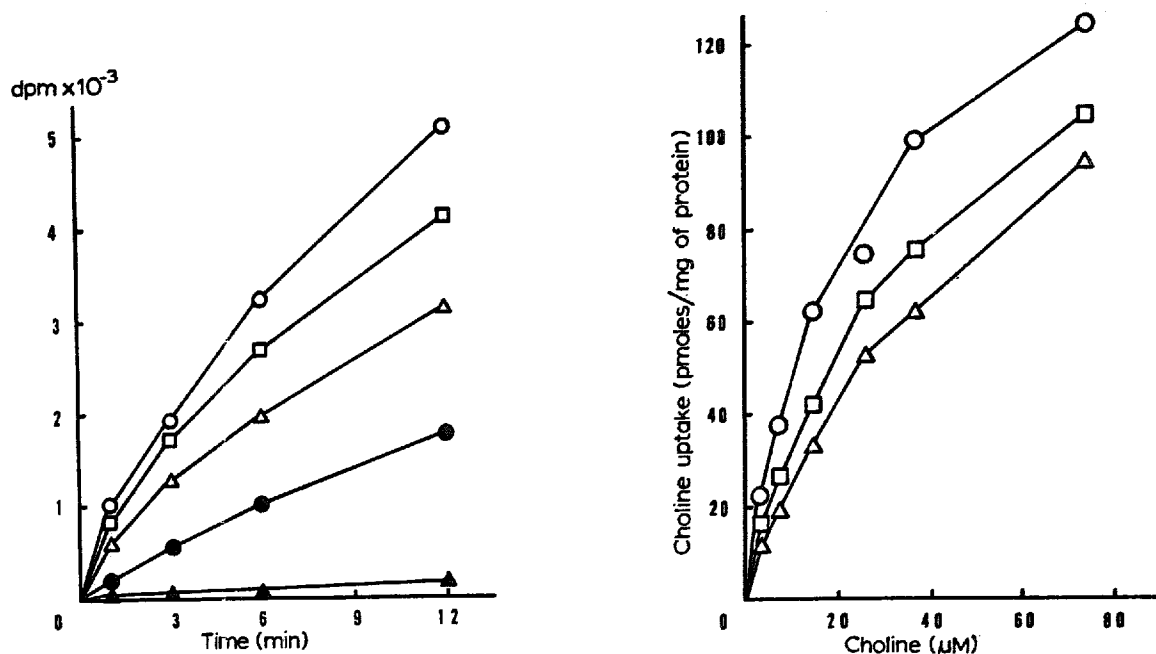 dpm x10⁻³
5
4
3
2
1
0 3 6 9 12
Time (min)
Choline uptake (pmoles/mg of protein)
120
100
80
60
40
20
0 20 40 60 80
Choline (µM)